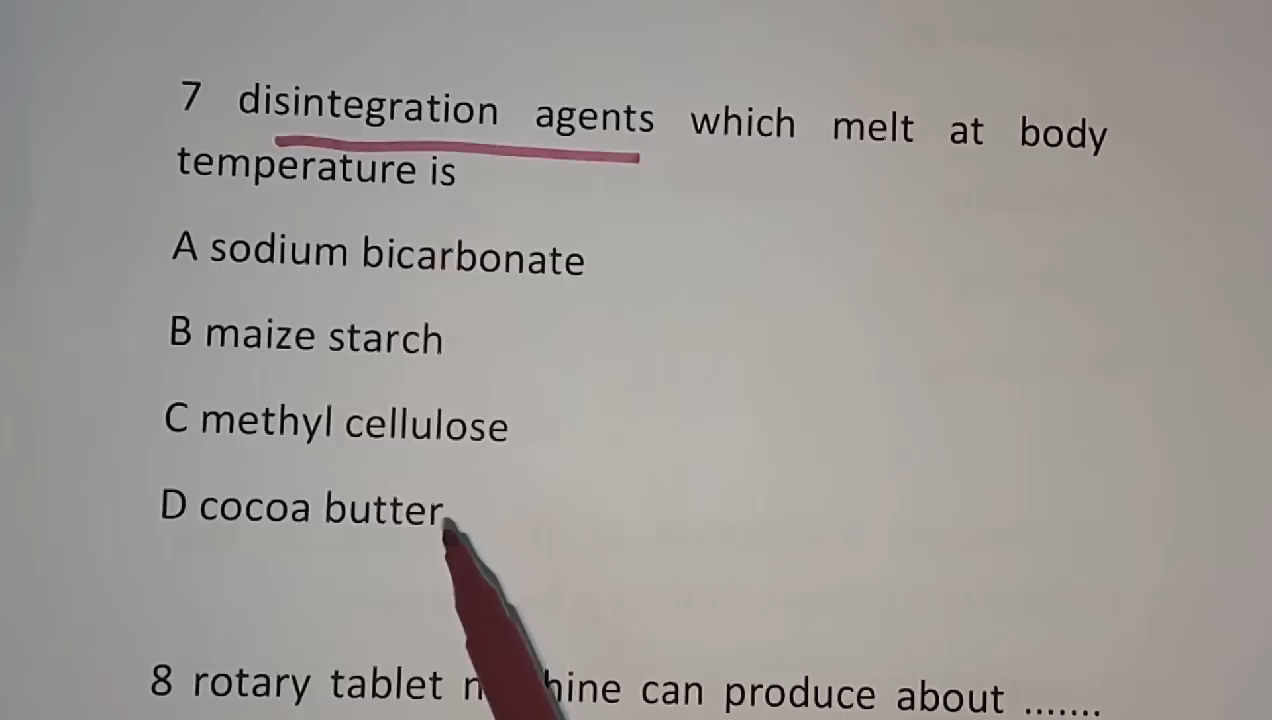 7 disintegration agents which melt at body
temperature is
A sodium bicarbonate
B maize starch
C methyl cellulose
D cocoa butter
8 rotary tablet can produce about .......